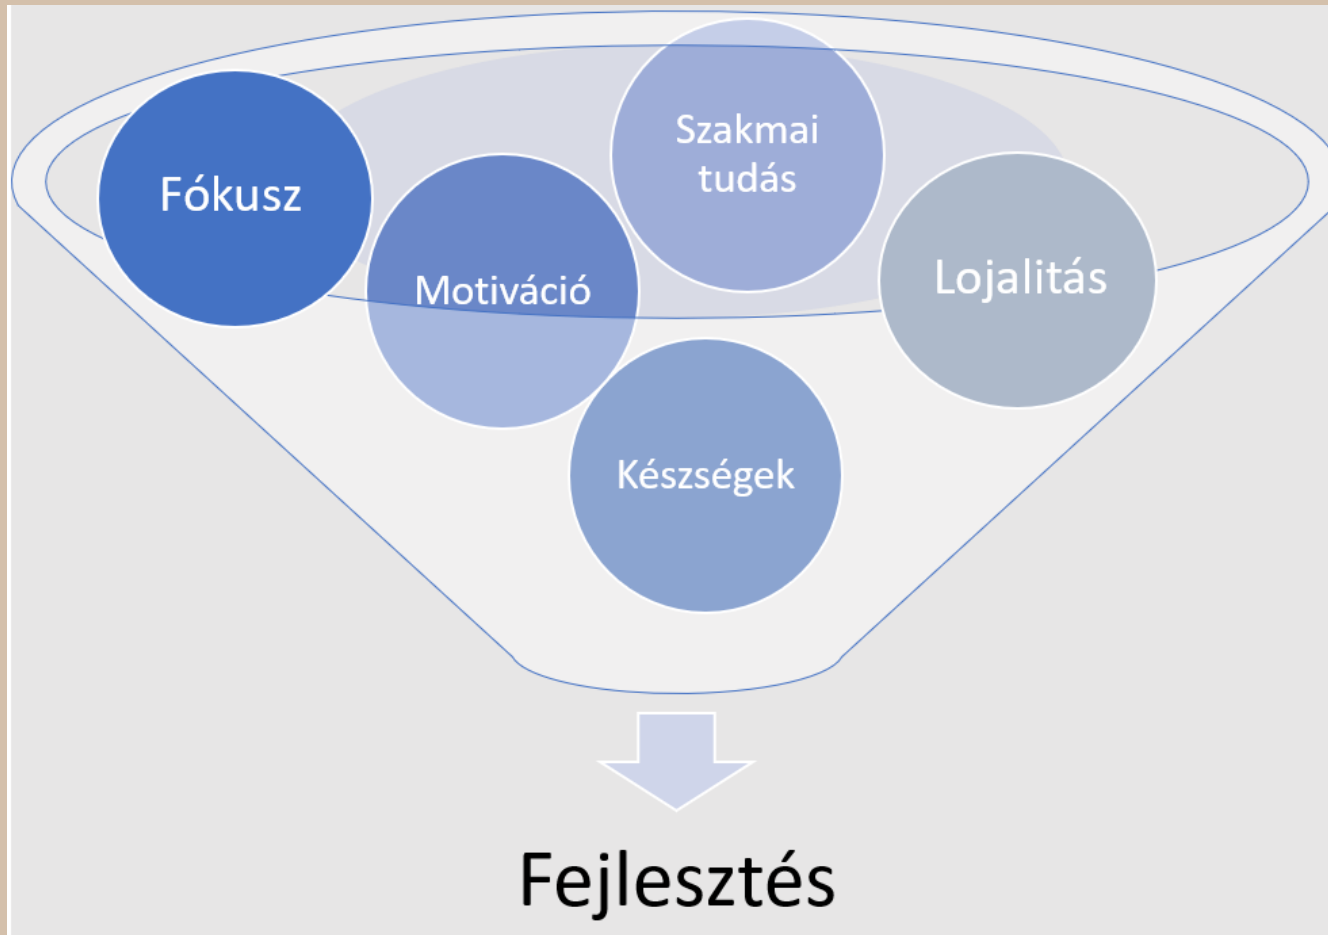 Fókusz
Motiváció
Szakmai
tudás
Lojalitás
Készségek
Fejlesztés